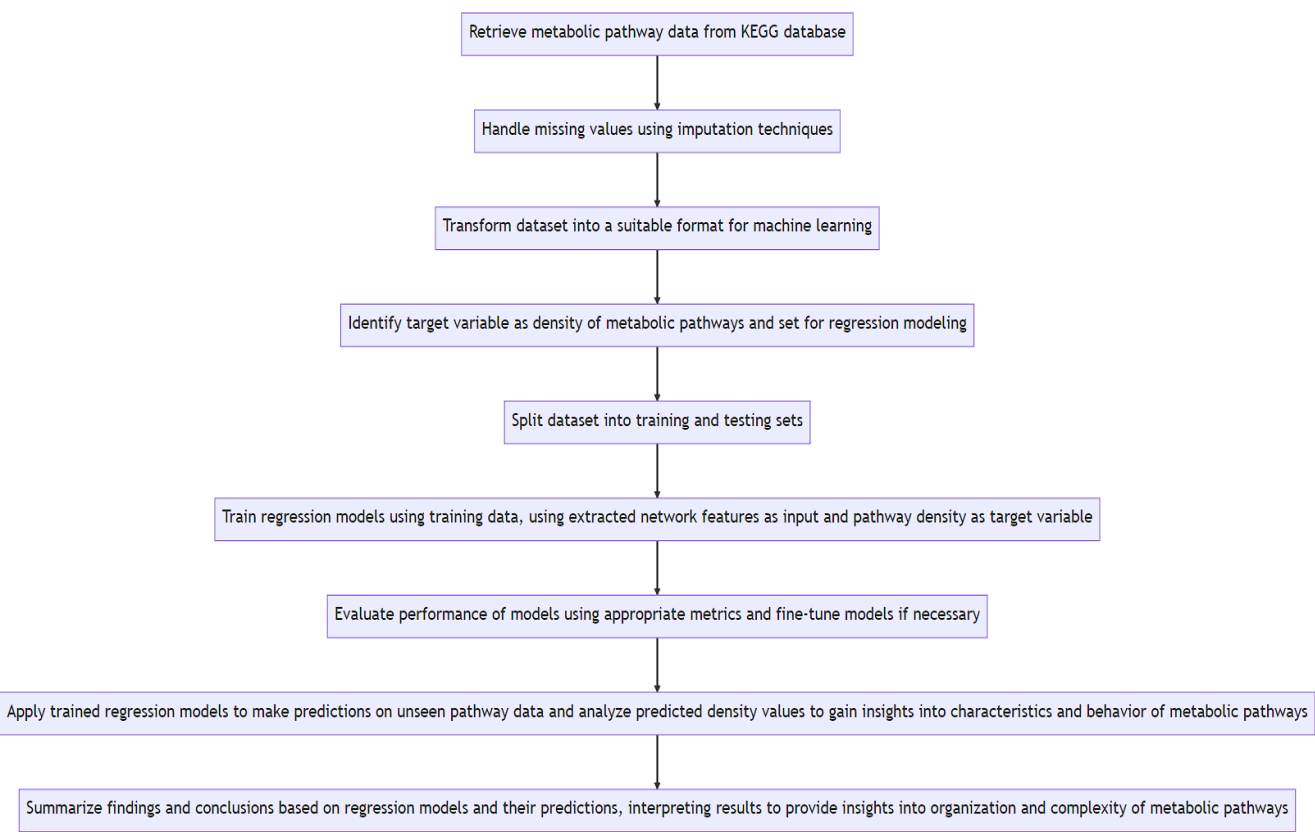 Retrieve metabolic pathway data from KEGG database
Handle missing values using imputation techniques
Transform dataset into a suitable format for machine learning
Identify target variable as density of metabolic pathways and set for regression modeling
Split dataset into training and testing sets
Train regression models using training data, using extracted network features as input and pathway density as target variable
Evaluate performance of models using appropriate metrics and fine-tune models if necessary
Apply trained regression models to make predictions on unseen pathway data and analyze predicted density values to gain insights into characteristics and behavior of metabolic pathways
Summarize findings and conclusions based on regression models and their predictions, interpreting results to provide insights into organization and complexity of metabolic pathways